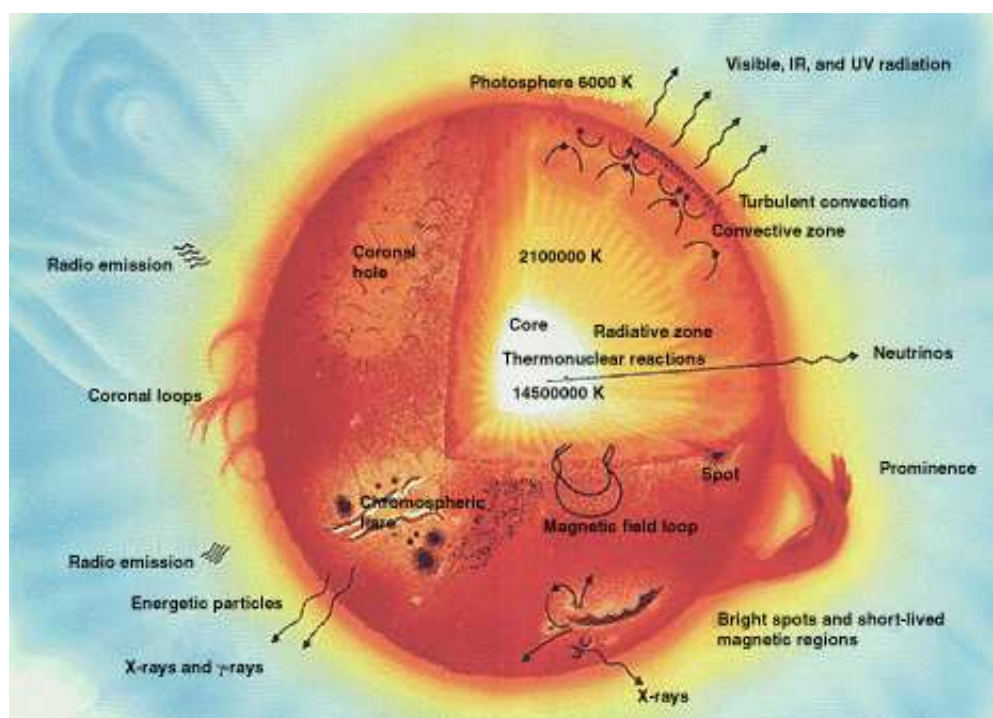 Visible, IR, and UV radiation
Photosphere 6000 K
Turbulent convection
Convective zone
Coronal
hole
2100000 K
Radio emission
Core
Radiative zone
Thermonuclear reactions
Neutrinos
14500000 K
Coronal loops
Spot
Prominence
Chromospheric
flare
Magnetic field loop
Radio emission
Energetic particles
Bright spots and short-lived
magnetic regions
X-rays and γ-rays
X-rays